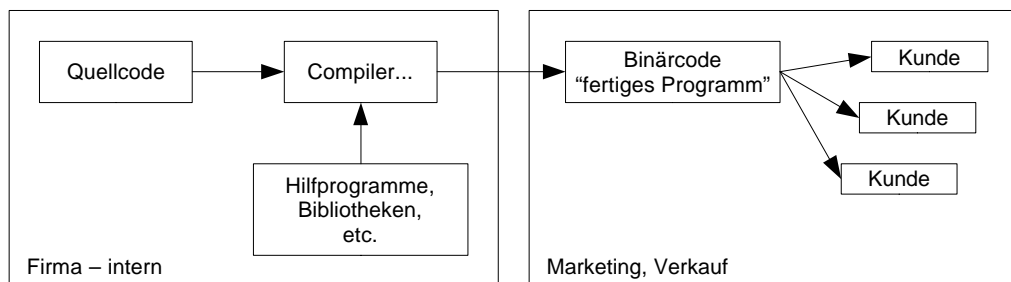 Quellcode
Compiler...
Hilfprogramme,
Bibliotheken,
etc.
Firma – intern
Binärcode
“fertiges Programm”
Kunde
Kunde
Kunde
Marketing, Verkauf